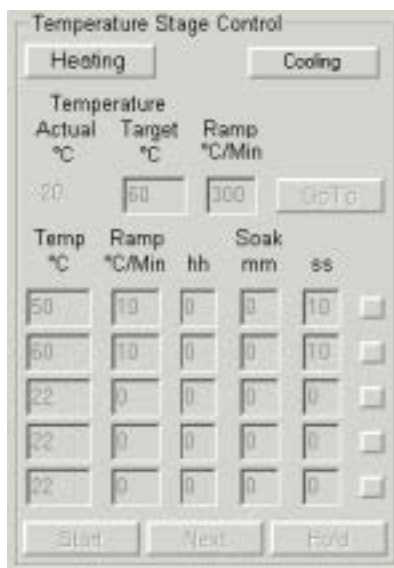 Temperature Stage Control
Heating Cooling
Temperature
Actual Target Ramp
°C °C °C/Min
20 60 300 GoTo
Temp Ramp Soak
°C °C/Min hh mm ss
50 10 0 0 10
60 10 0 0 10
22 0 0 0 0
22 0 0 0 0
22 0 0 0 0
Start Next Hold